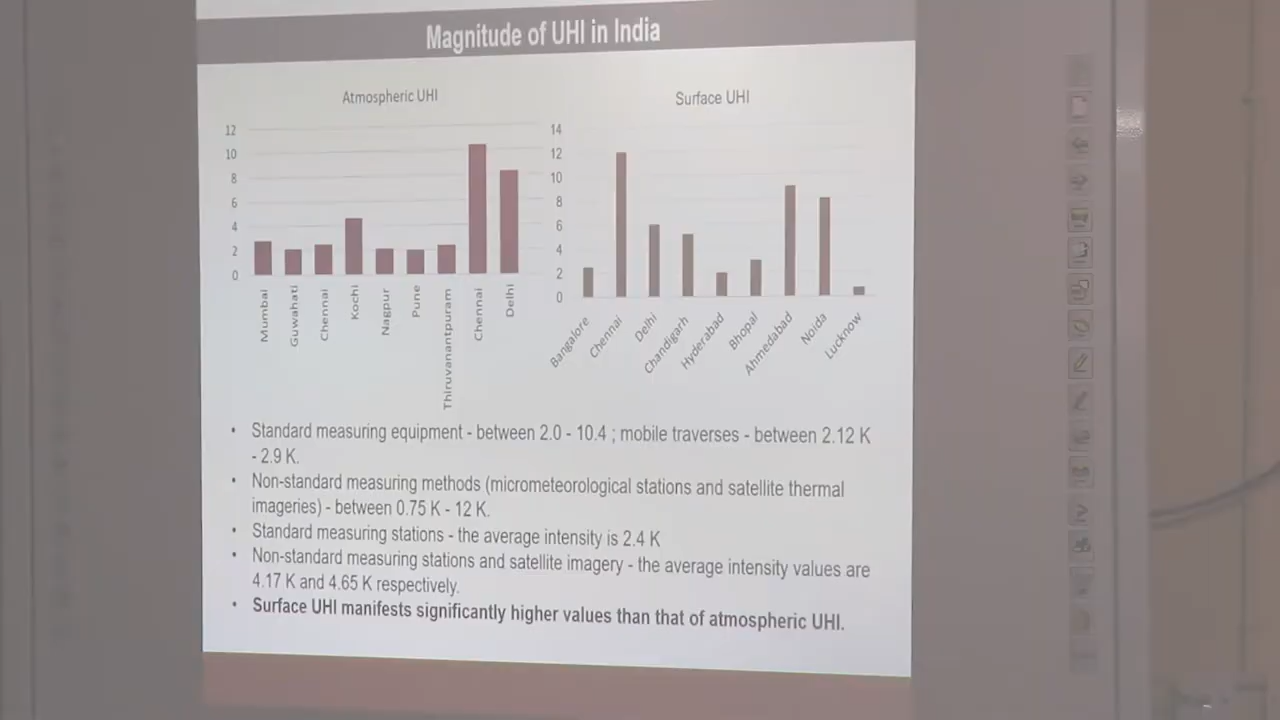 Magnitude of UHI in India
Atmospheric UHI
12
10
8
6
4
2
0
Mumbai
Guwahati
Chennai
Kochi
Nagpur
Pune
Thiruvanantpuram
Chennai
Delhi
Surface UHI
14
12
10
8
6
4
2
0
Bangalore
Chennai
Delhi
Chandigarh
Hyderabad
Bhopal
Ahmedabad
Noida
Lucknow
• Standard measuring equipment - between 2.0 - 10.4 ; mobile traverses - between 2.12 K
- 2.9 K.
• Non-standard measuring methods (micrometeorological stations and satellite thermal
imageries) - between 0.75 K - 12 K.
• Standard measuring stations - the average intensity is 2.4 K
• Non-standard measuring stations and satellite imagery - the average intensity values are
4.17 K and 4.65 K respectively.
• Surface UHI manifests significantly higher values than that of atmospheric UHI.